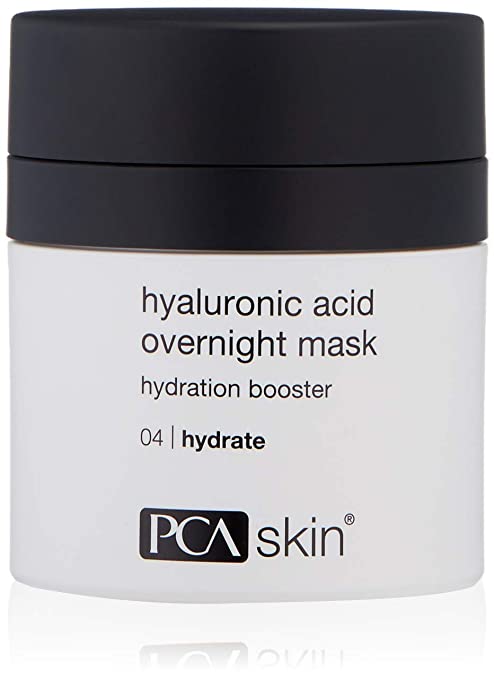 hyaluronic acid
overnight mask
hydration booster
04 | hydrate
PCA skin®